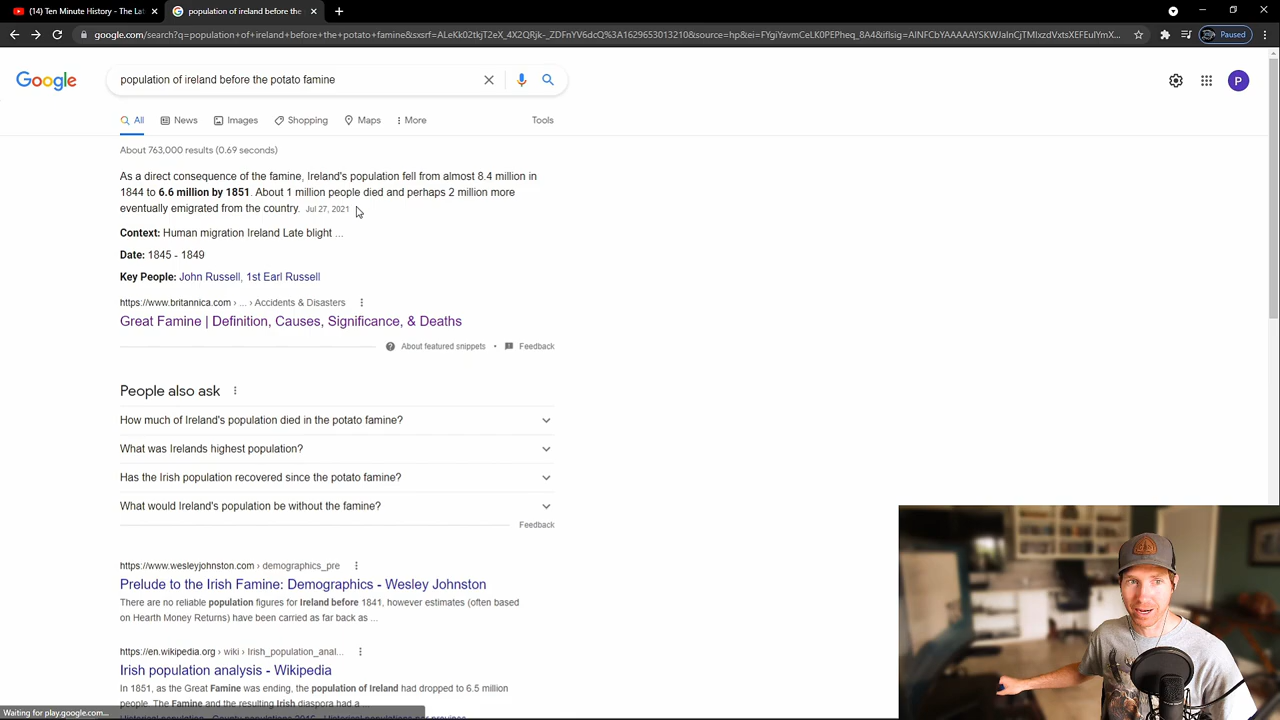 (14) Ten Minute History - The Lat
population of ireland before the
Paused
google.com/search?q=population+of+ireland+before+the+potato+famine&sxsrf=
Google
population of ireland before the potato famine
P
All
News
Images
Shopping
Maps
More
Tools
About 763,000 results (0.69 seconds)
As a direct consequence of the famine, Ireland's population fell from almost 8.4 million in
1844 to 6.6 million by 1851. About 1 million people died and perhaps 2 million more
eventually emigrated from the country. Jul 27, 2021
Context: Human migration Ireland Late blight ...
Date: 1845 - 1849
Key People: John Russell, 1st Earl Russell
https://www.britannica.com › ... › Accidents & Disasters
Great Famine | Definition, Causes, Significance, & Deaths
About featured snippets • Feedback
People also ask
How much of Ireland's population died in the potato famine?
What was Irelands highest population?
Has the Irish population recovered since the potato famine?
What would Ireland's population be without the famine?
Feedback
https://www.wesleyjohnston.com › demographics_pre
Prelude to the Irish Famine: Demographics - Wesley Johnston
There are no reliable population figures for Ireland before 1841, however estimates (often based
on Hearth Money Returns) have been carried as far back as ...
https://en.wikipedia.org › wiki › Irish_population_anal...
Irish population analysis - Wikipedia
In 1851, as the Great Famine was ending, the population of Ireland had dropped to 6.5 million
people. The Famine and the resulting Irish diaspora had a ...
Waiting for play.google.com...